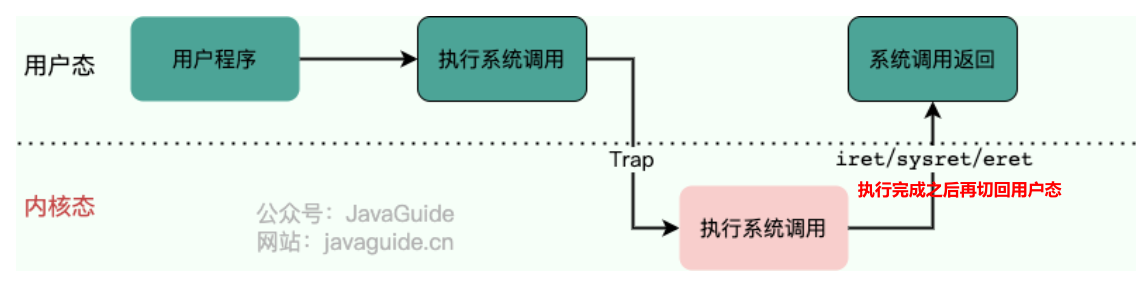 用户态
用户程序
执行系统调用
系统调用返回
Trap
iret/sysret/eret
执行完成之后再切回用户态
内核态
公众号：JavaGuide
网站：javaguide.cn
执行系统调用